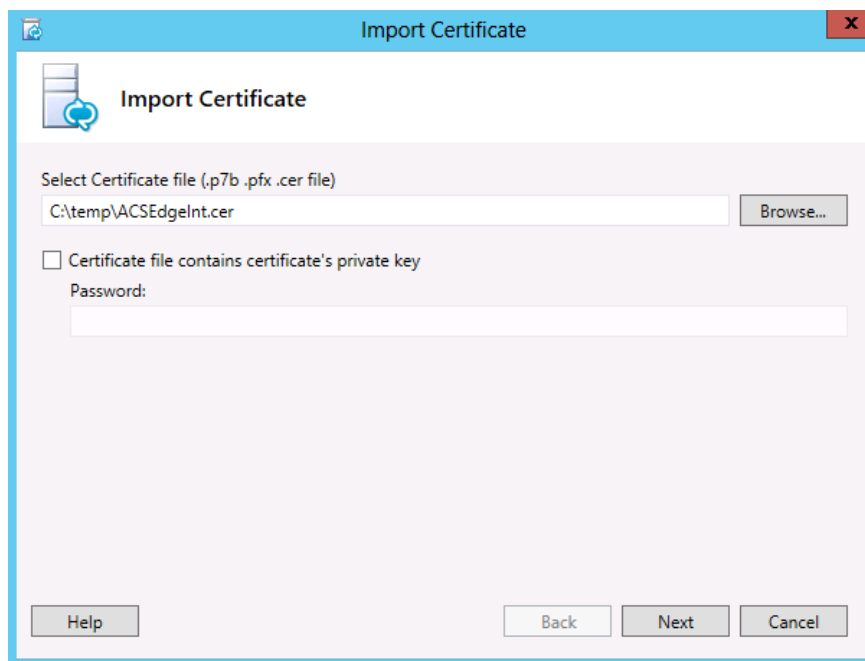 Import Certificate
x
Import Certificate
Select Certificate file (.p7b .pfx .cer file)
C:\temp\ACSEdgeInt.cer
Browse...
Certificate file contains certificate's private key
Password:
Help
Back
Next
Cancel